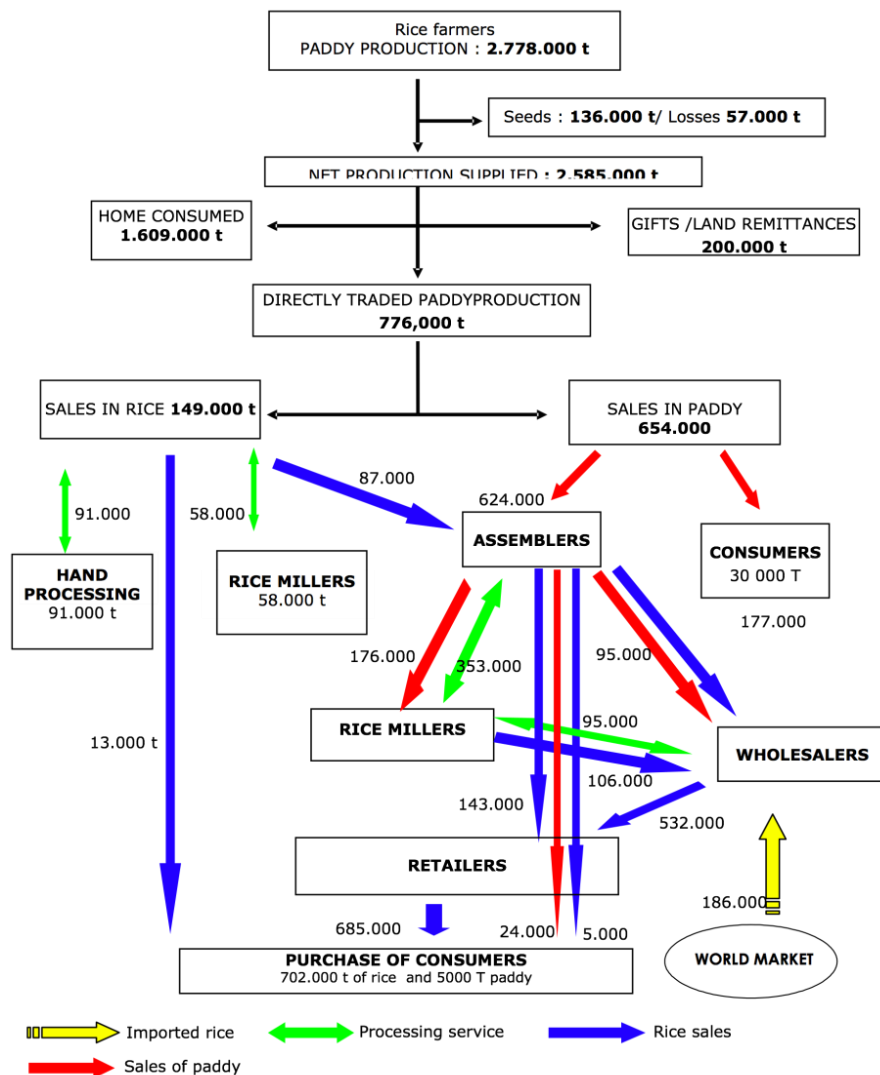 Rice farmers
PADDY PRODUCTION : 2.778.000 t
Seeds : 136.000 t/ Losses 57.000 t
NET PRODUCTION SUPPLIED : 2.585.000 t
HOME CONSUMED
1.609.000 t
GIFTS /LAND REMITTANCES
200.000 t
DIRECTLY TRADED PADDYPRODUCTION
776,000 t
SALES IN RICE 149.000 t
SALES IN PADDY
654.000
87.000
624.000
91.000
58.000
ASSEMBLERS
CONSUMERS
30 000 T
HAND
PROCESSING
91.000 t
RICE MILLERS
58.000 t
177.000
176.000
353.000
95.000
RICE MILLERS
95.000
WHOLESALERS
13.000 t
106.000
143.000
532.000
RETAILERS
186.000
685.000
24.000
5.000
PURCHASE OF CONSUMERS
702.000 t of rice and 5000 T paddy
WORLD MARKET
Imported rice
Processing service
Rice sales
Sales of paddy